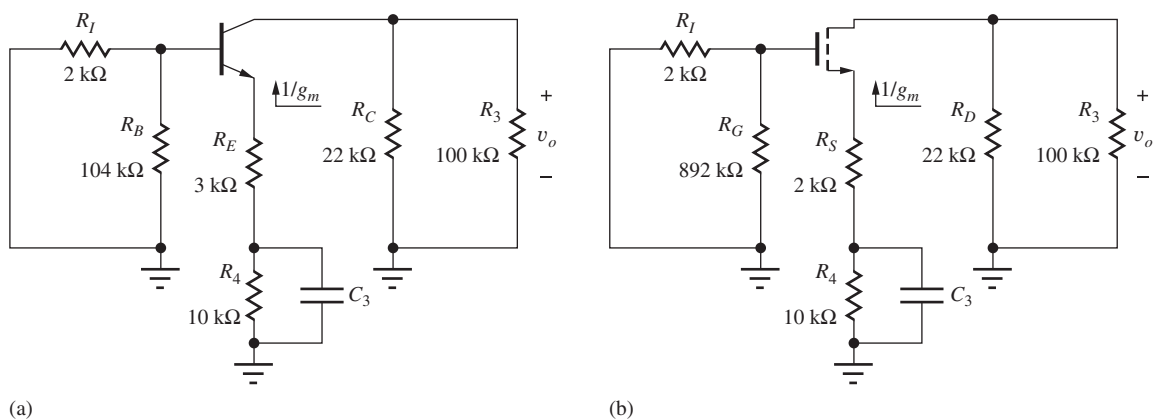 R_I
2 kΩ
R_B
104 kΩ
1/g_m
R_E
3 kΩ
R_4
10 kΩ
C_3
R_C
22 kΩ
R_3
100 kΩ
+
v_o
−
(a)
R_I
2 kΩ
R_G
892 kΩ
1/g_m
R_S
2 kΩ
R_4
10 kΩ
C_3
R_D
22 kΩ
R_3
100 kΩ
+
v_o
−
(b)